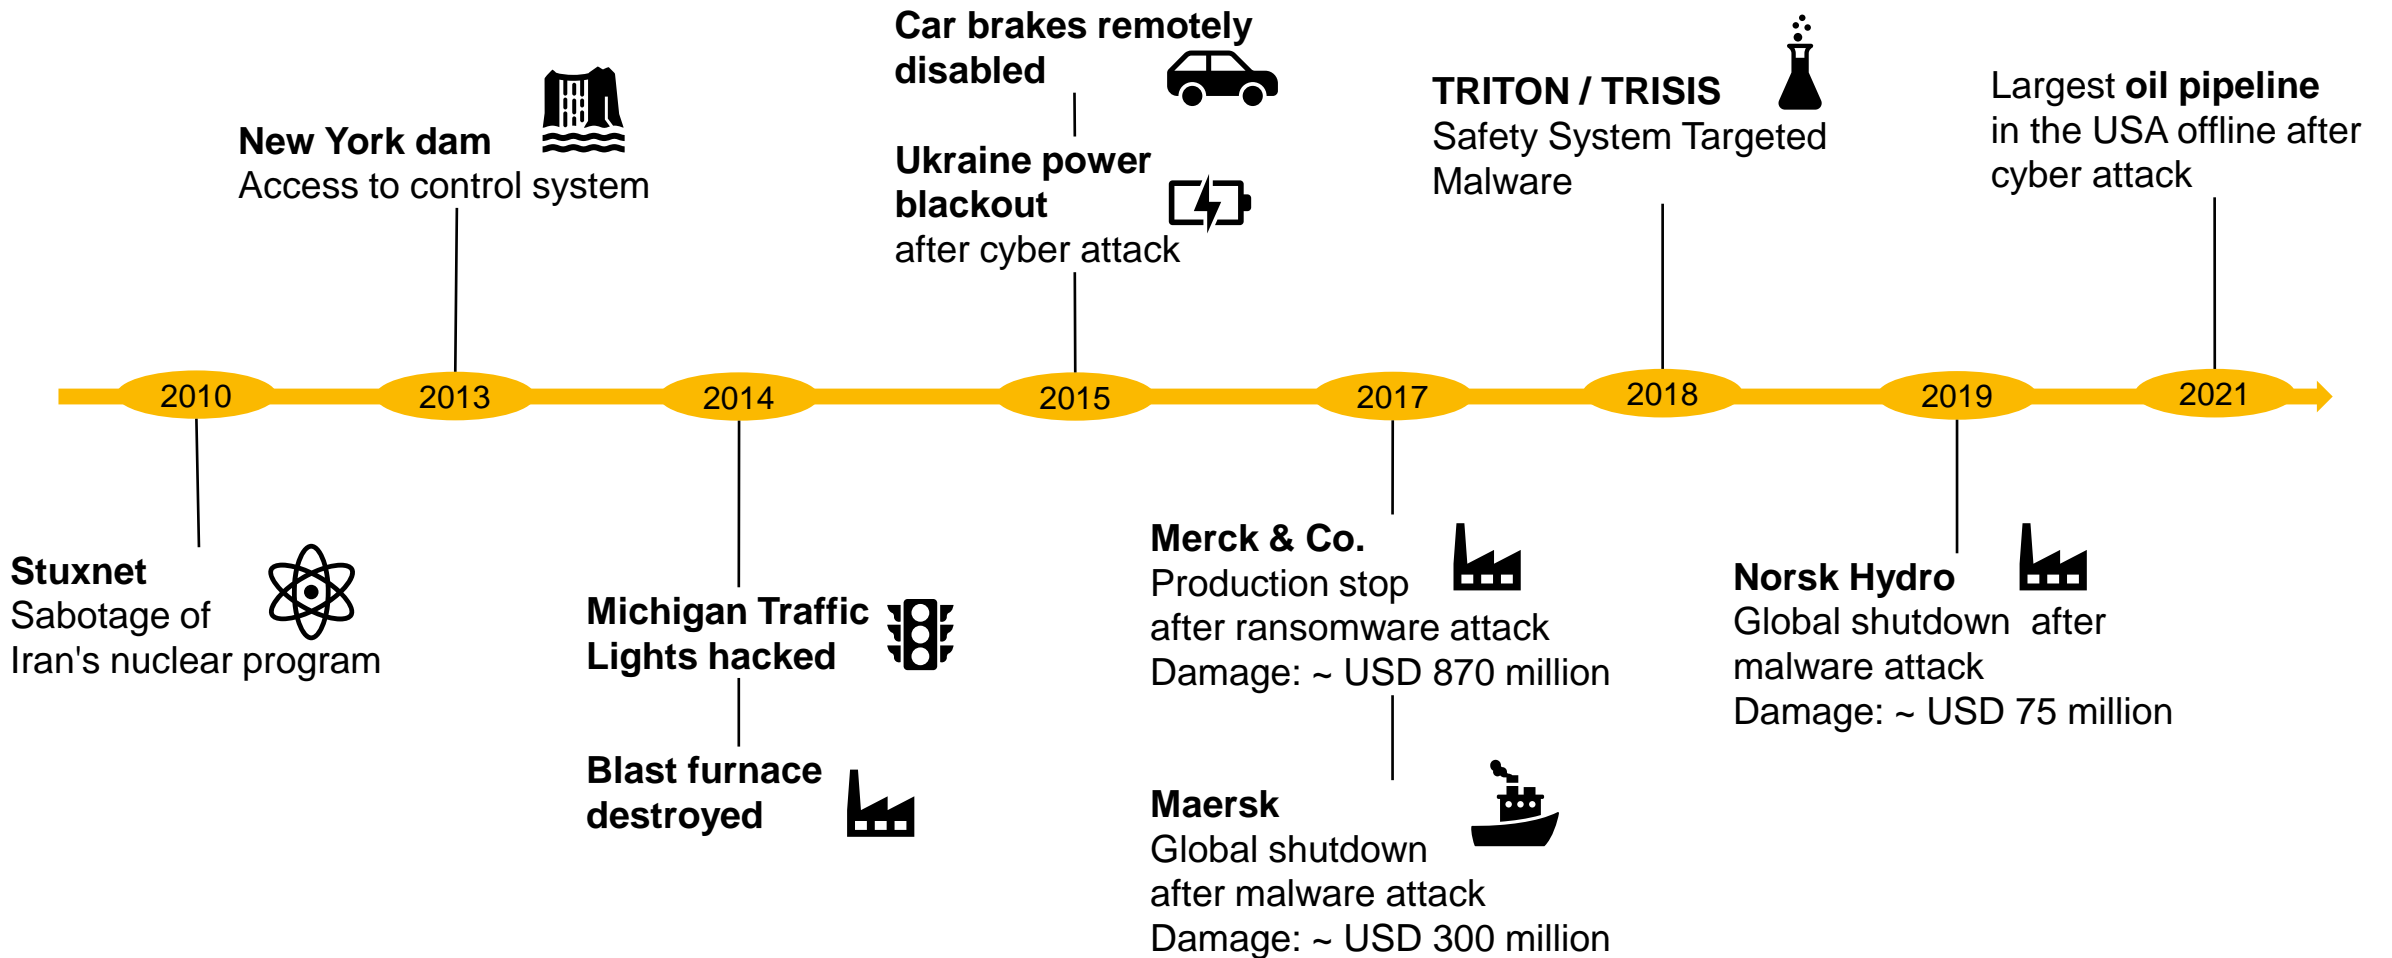 Car brakes remotely
disabled
New York dam
Access to control system
Ukraine power
blackout
after cyber attack
TRITON / TRISIS
Safety System Targeted
Malware
Largest oil pipeline
in the USA offline after
cyber attack
2010
2013
2014
2015
2017
2018
2019
2021
Stuxnet
Sabotage of
Iran's nuclear program
Michigan Traffic
Lights hacked
Blast furnace
destroyed
Merck & Co.
Production stop
after ransomware attack
Damage: ~ USD 870 million
Maersk
Global shutdown
after malware attack
Damage: ~ USD 300 million
Norsk Hydro
Global shutdown  after
malware attack
Damage: ~ USD 75 million